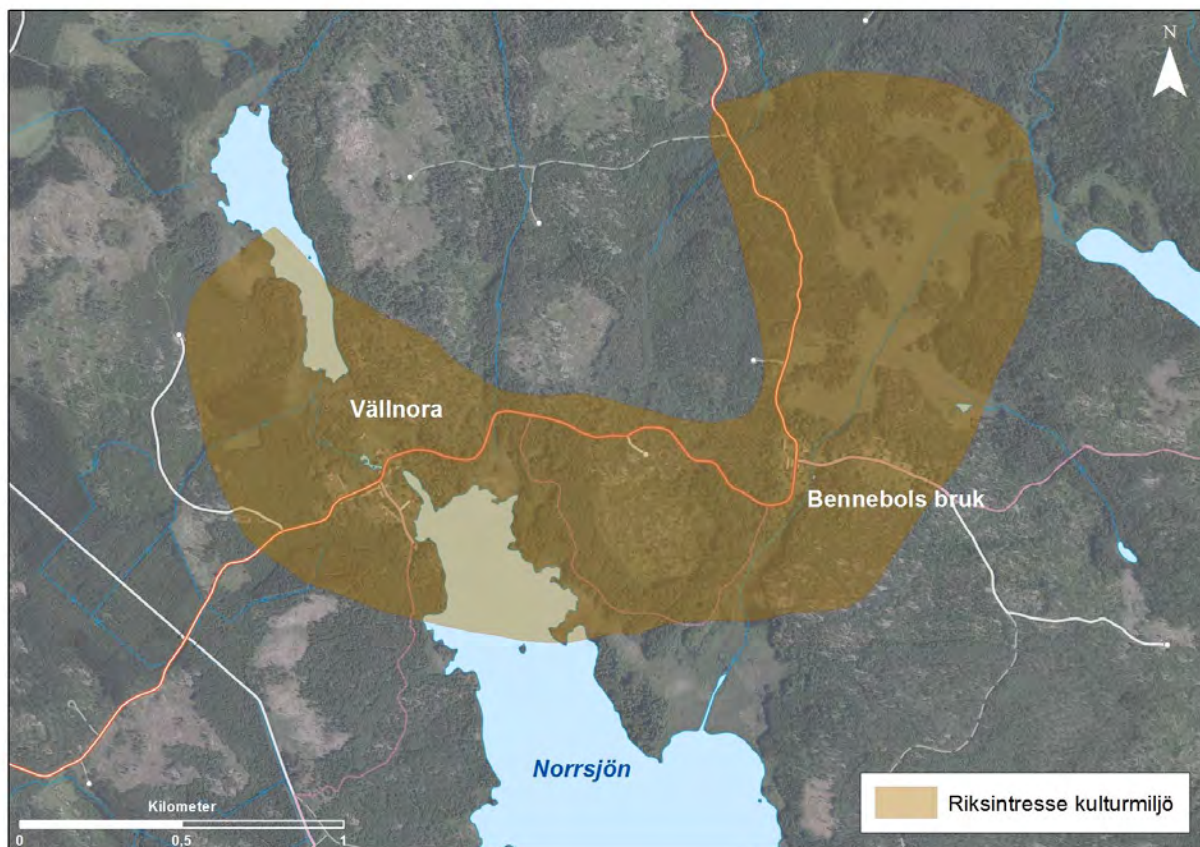 N
Vällnora
Bennebols bruk
Norrsjön
Kilometer
0 0,5 1
Riksintresse kulturmiljö